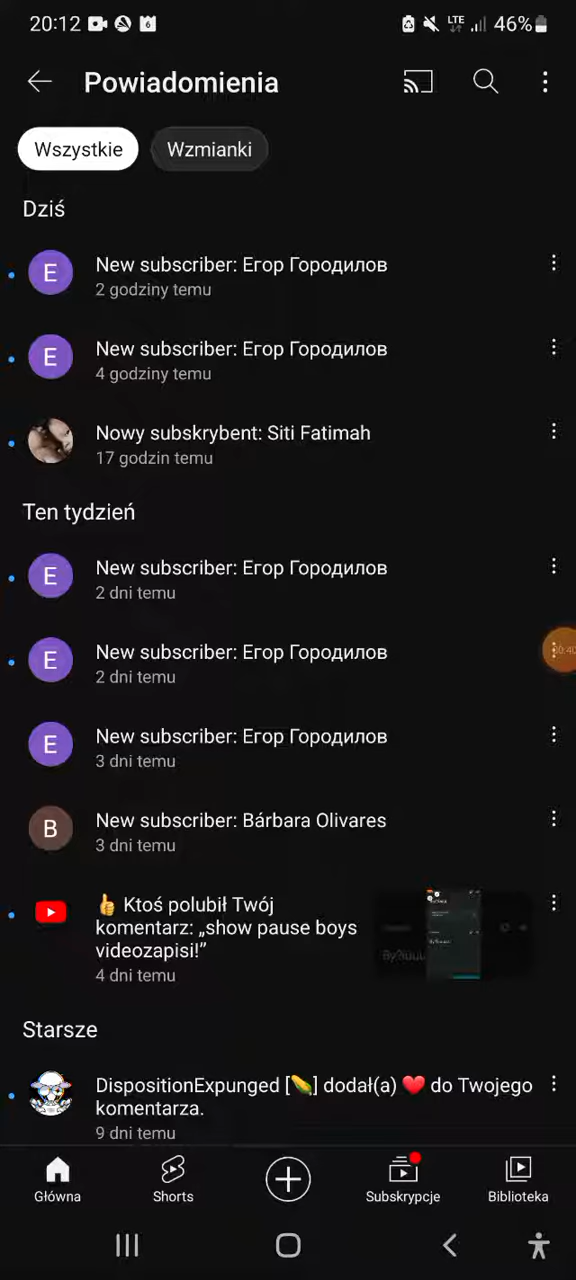 20:12 6 LTE 46%
Powiadomienia
Wszystkie Wzmianki
Dziś
E New subscriber: Егор Городилов
2 godziny temu
E New subscriber: Егор Городилов
4 godziny temu
Nowy subskrybent: Siti Fatimah
17 godzin temu
Ten tydzień
E New subscriber: Егор Городилов
2 dni temu
E New subscriber: Егор Городилов
2 dni temu
E New subscriber: Егор Городилов
3 dni temu
B New subscriber: Bárbara Olivares
3 dni temu
👍 Ktoś polubił Twój
komentarz: „show pause boys
videozapisi!”
4 dni temu
Starsze
DispositionExpunged [🌽] dodał(a) ❤️ do Twojego
komentarza.
9 dni temu
Główna Shorts Subskrypcje Biblioteka